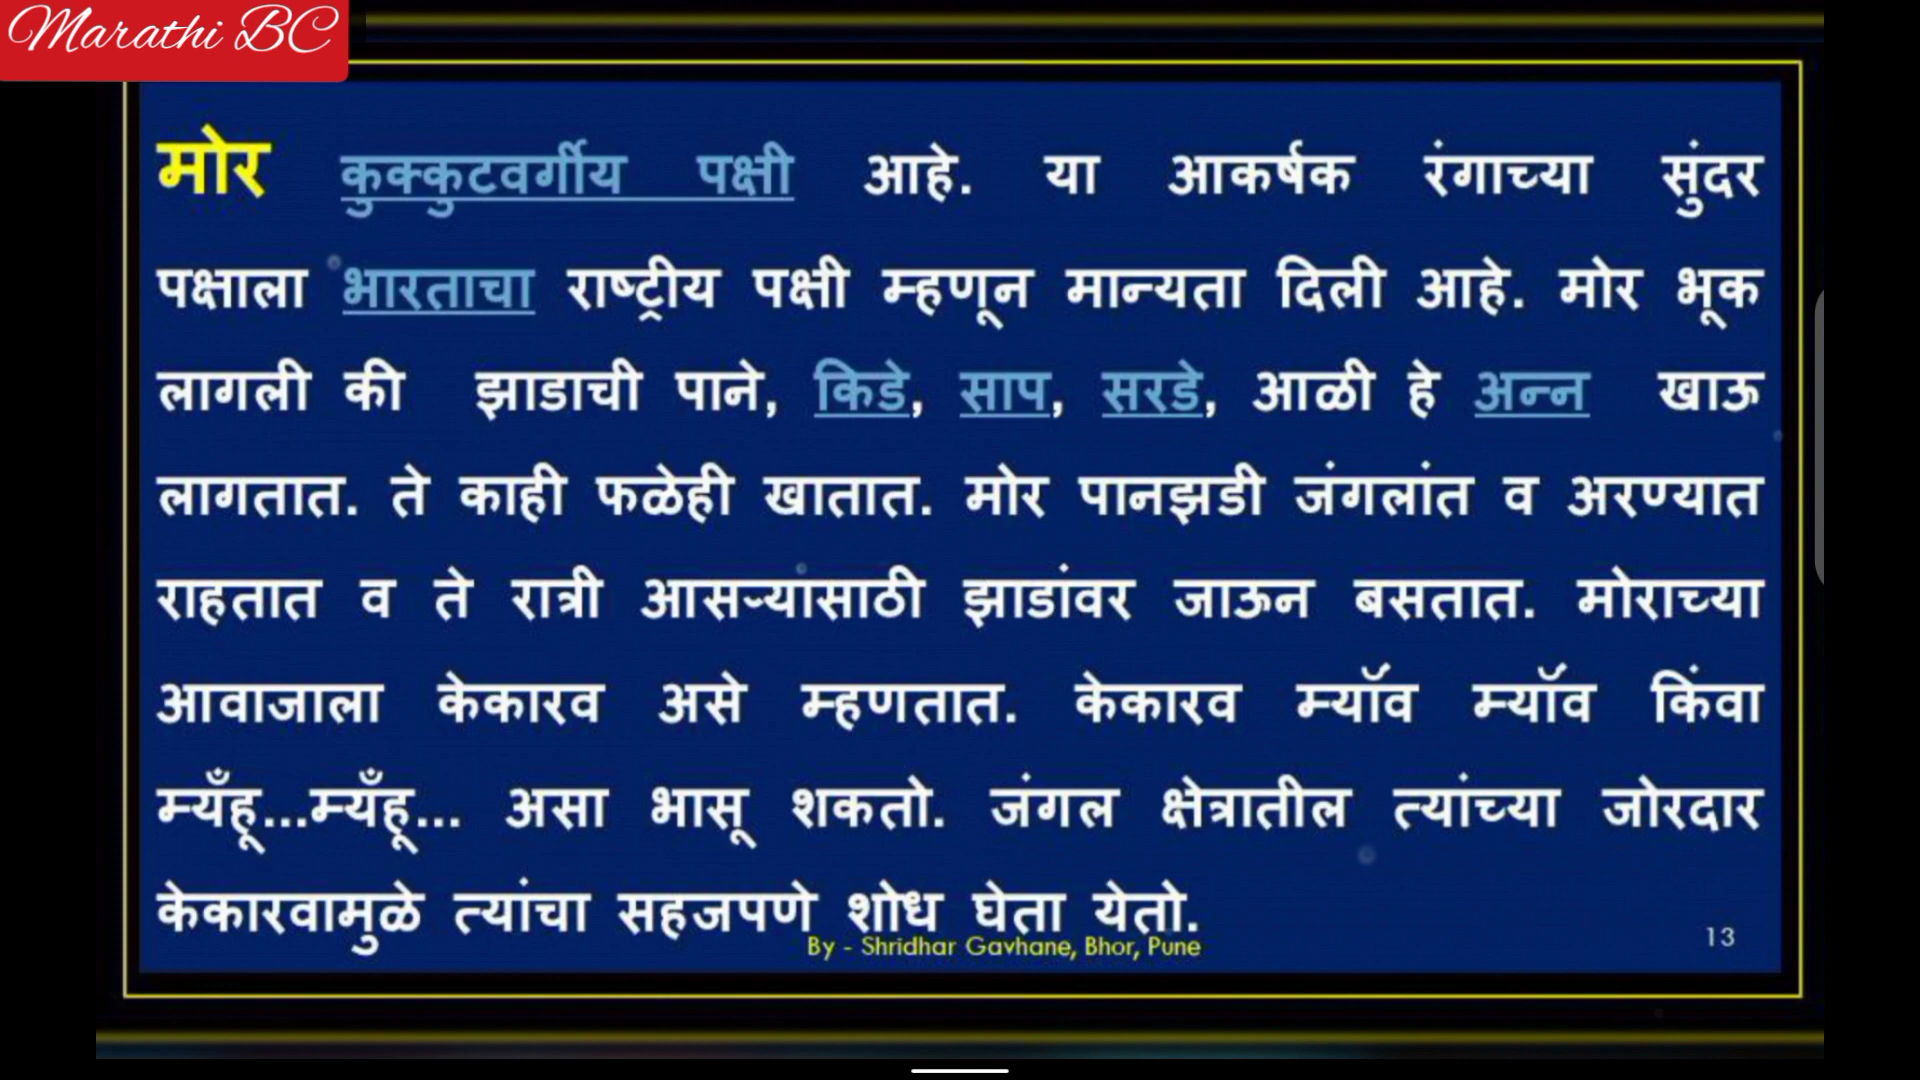 Marathi BC
मोर कुक्कुटवर्गीय पक्षी आहे. या आकर्षक रंगाच्या सुंदर
पक्षाला भारताचा राष्ट्रीय पक्षी म्हणून मान्यता दिली आहे. मोर भूक
लागली की झाडाची पाने, किडे, साप, सरडे, आळी हे अन्न खाऊ
लागतात. ते काही फळेही खातात. मोर पानझडी जंगलांत व अरण्यात
राहतात व ते रात्री आसऱ्यासाठी झाडांवर जाऊन बसतात. मोराच्या
आवाजाला केकारव असे म्हणतात. केकारव म्यॉव म्यॉव किंवा
म्यँहू...म्यँहू... असा भासू शकतो. जंगल क्षेत्रातील त्यांच्या जोरदार
केकारवामुळे त्यांचा सहजपणे शोध घेता येतो.
By - Shridhar Gavhane, Bhor, Pune
13